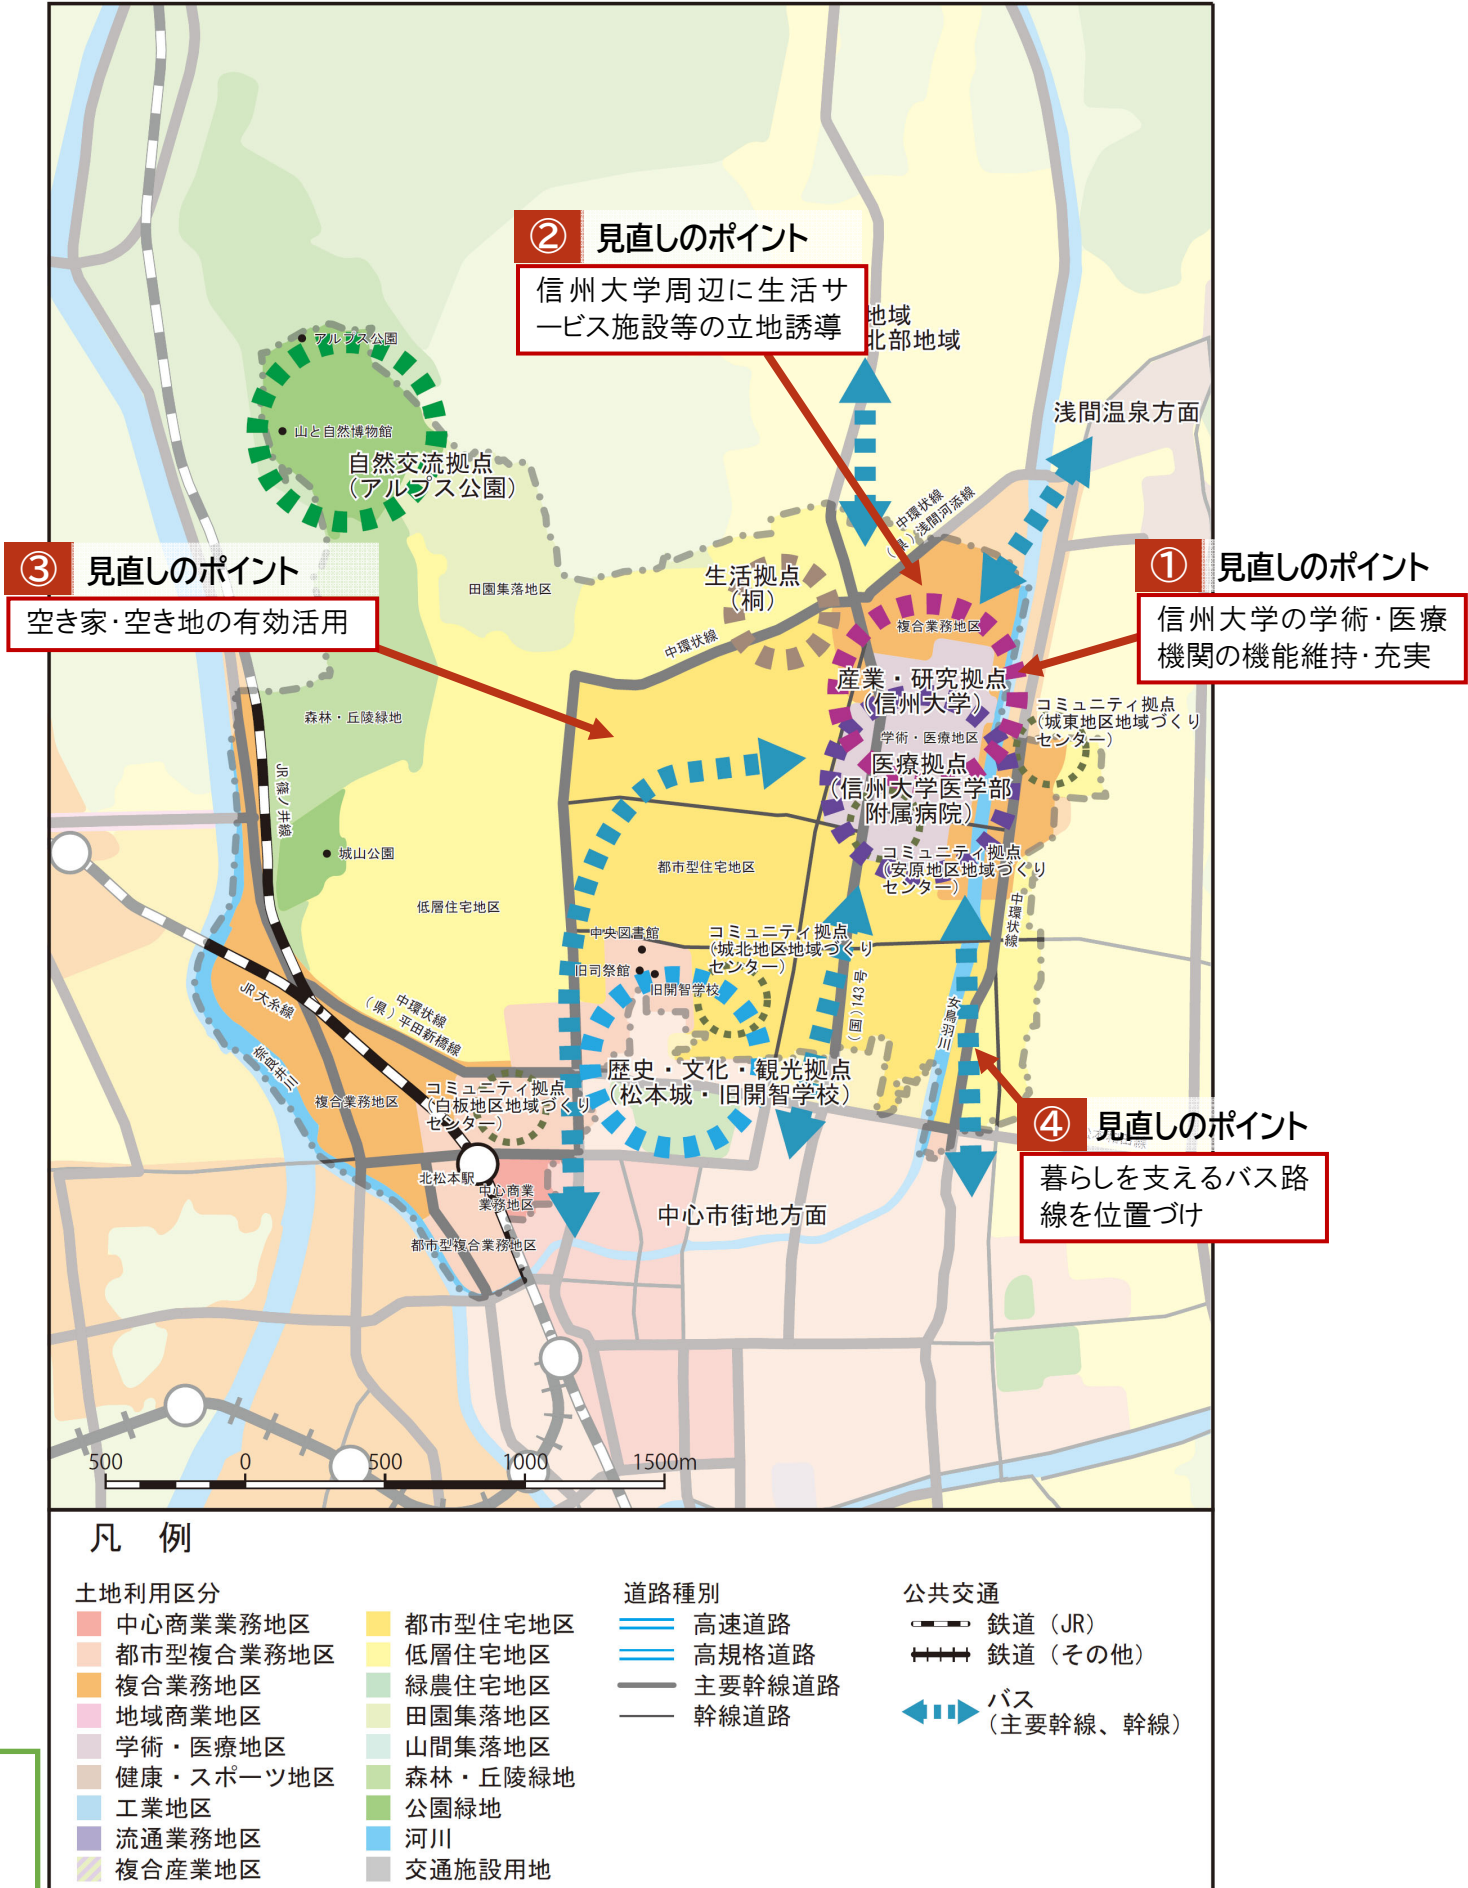 ② 見直しのポイント
信州大学周辺に生活サ
ービス施設等の立地誘導
地域
北部地域
浅間温泉方面
アルプス公園
山と自然博物館
自然交流拠点
（アルプス公園）
中環状線
（県）浅間河添線
① 見直しのポイント
信州大学の学術・医療
機関の機能維持・充実
③ 見直しのポイント
空き家・空き地の有効活用
田園集落地区
生活拠点
（桐）
中環状線
複合業務地区
産業・研究拠点
（信州大学）
学術・医療地区
医療拠点
（信州大学医学部
附属病院）
コミュニティ拠点
（城東地区地域づくり
センター）
森林・丘陵緑地
JR篠ノ井線
城山公園
都市型住宅地区
低層住宅地区
コミュニティ拠点
（安原地区地域づくり
センター）
中環状線
中央図書館
旧司祭館
旧開智学校
コミュニティ拠点
（城北地区地域づくり
センター）
（国）143号
女鳥羽川
JR大糸線
中環状線
（県）平田新橋線
奈良井川
歴史・文化・観光拠点
（松本城・旧開智学校）
複合業務地区
コミュニティ拠点
（白板地区地域づくり
センター）
④ 見直しのポイント
暮らしを支えるバス路
線を位置づけ
北松本駅
中心商業
業務地区
都市型複合業務地区
中心市街地方面
500 0 500 1000 1500m
凡 例
土地利用区分
中心商業業務地区
都市型複合業務地区
複合業務地区
地域商業地区
学術・医療地区
健康・スポーツ地区
工業地区
流通業務地区
複合産業地区
都市型住宅地区
低層住宅地区
緑農住宅地区
田園集落地区
山間集落地区
森林・丘陵緑地
公園緑地
河川
交通施設用地
道路種別
高速道路
高規格道路
主要幹線道路
幹線道路
公共交通
鉄道（JR）
鉄道（その他）
バス
（主要幹線、幹線）